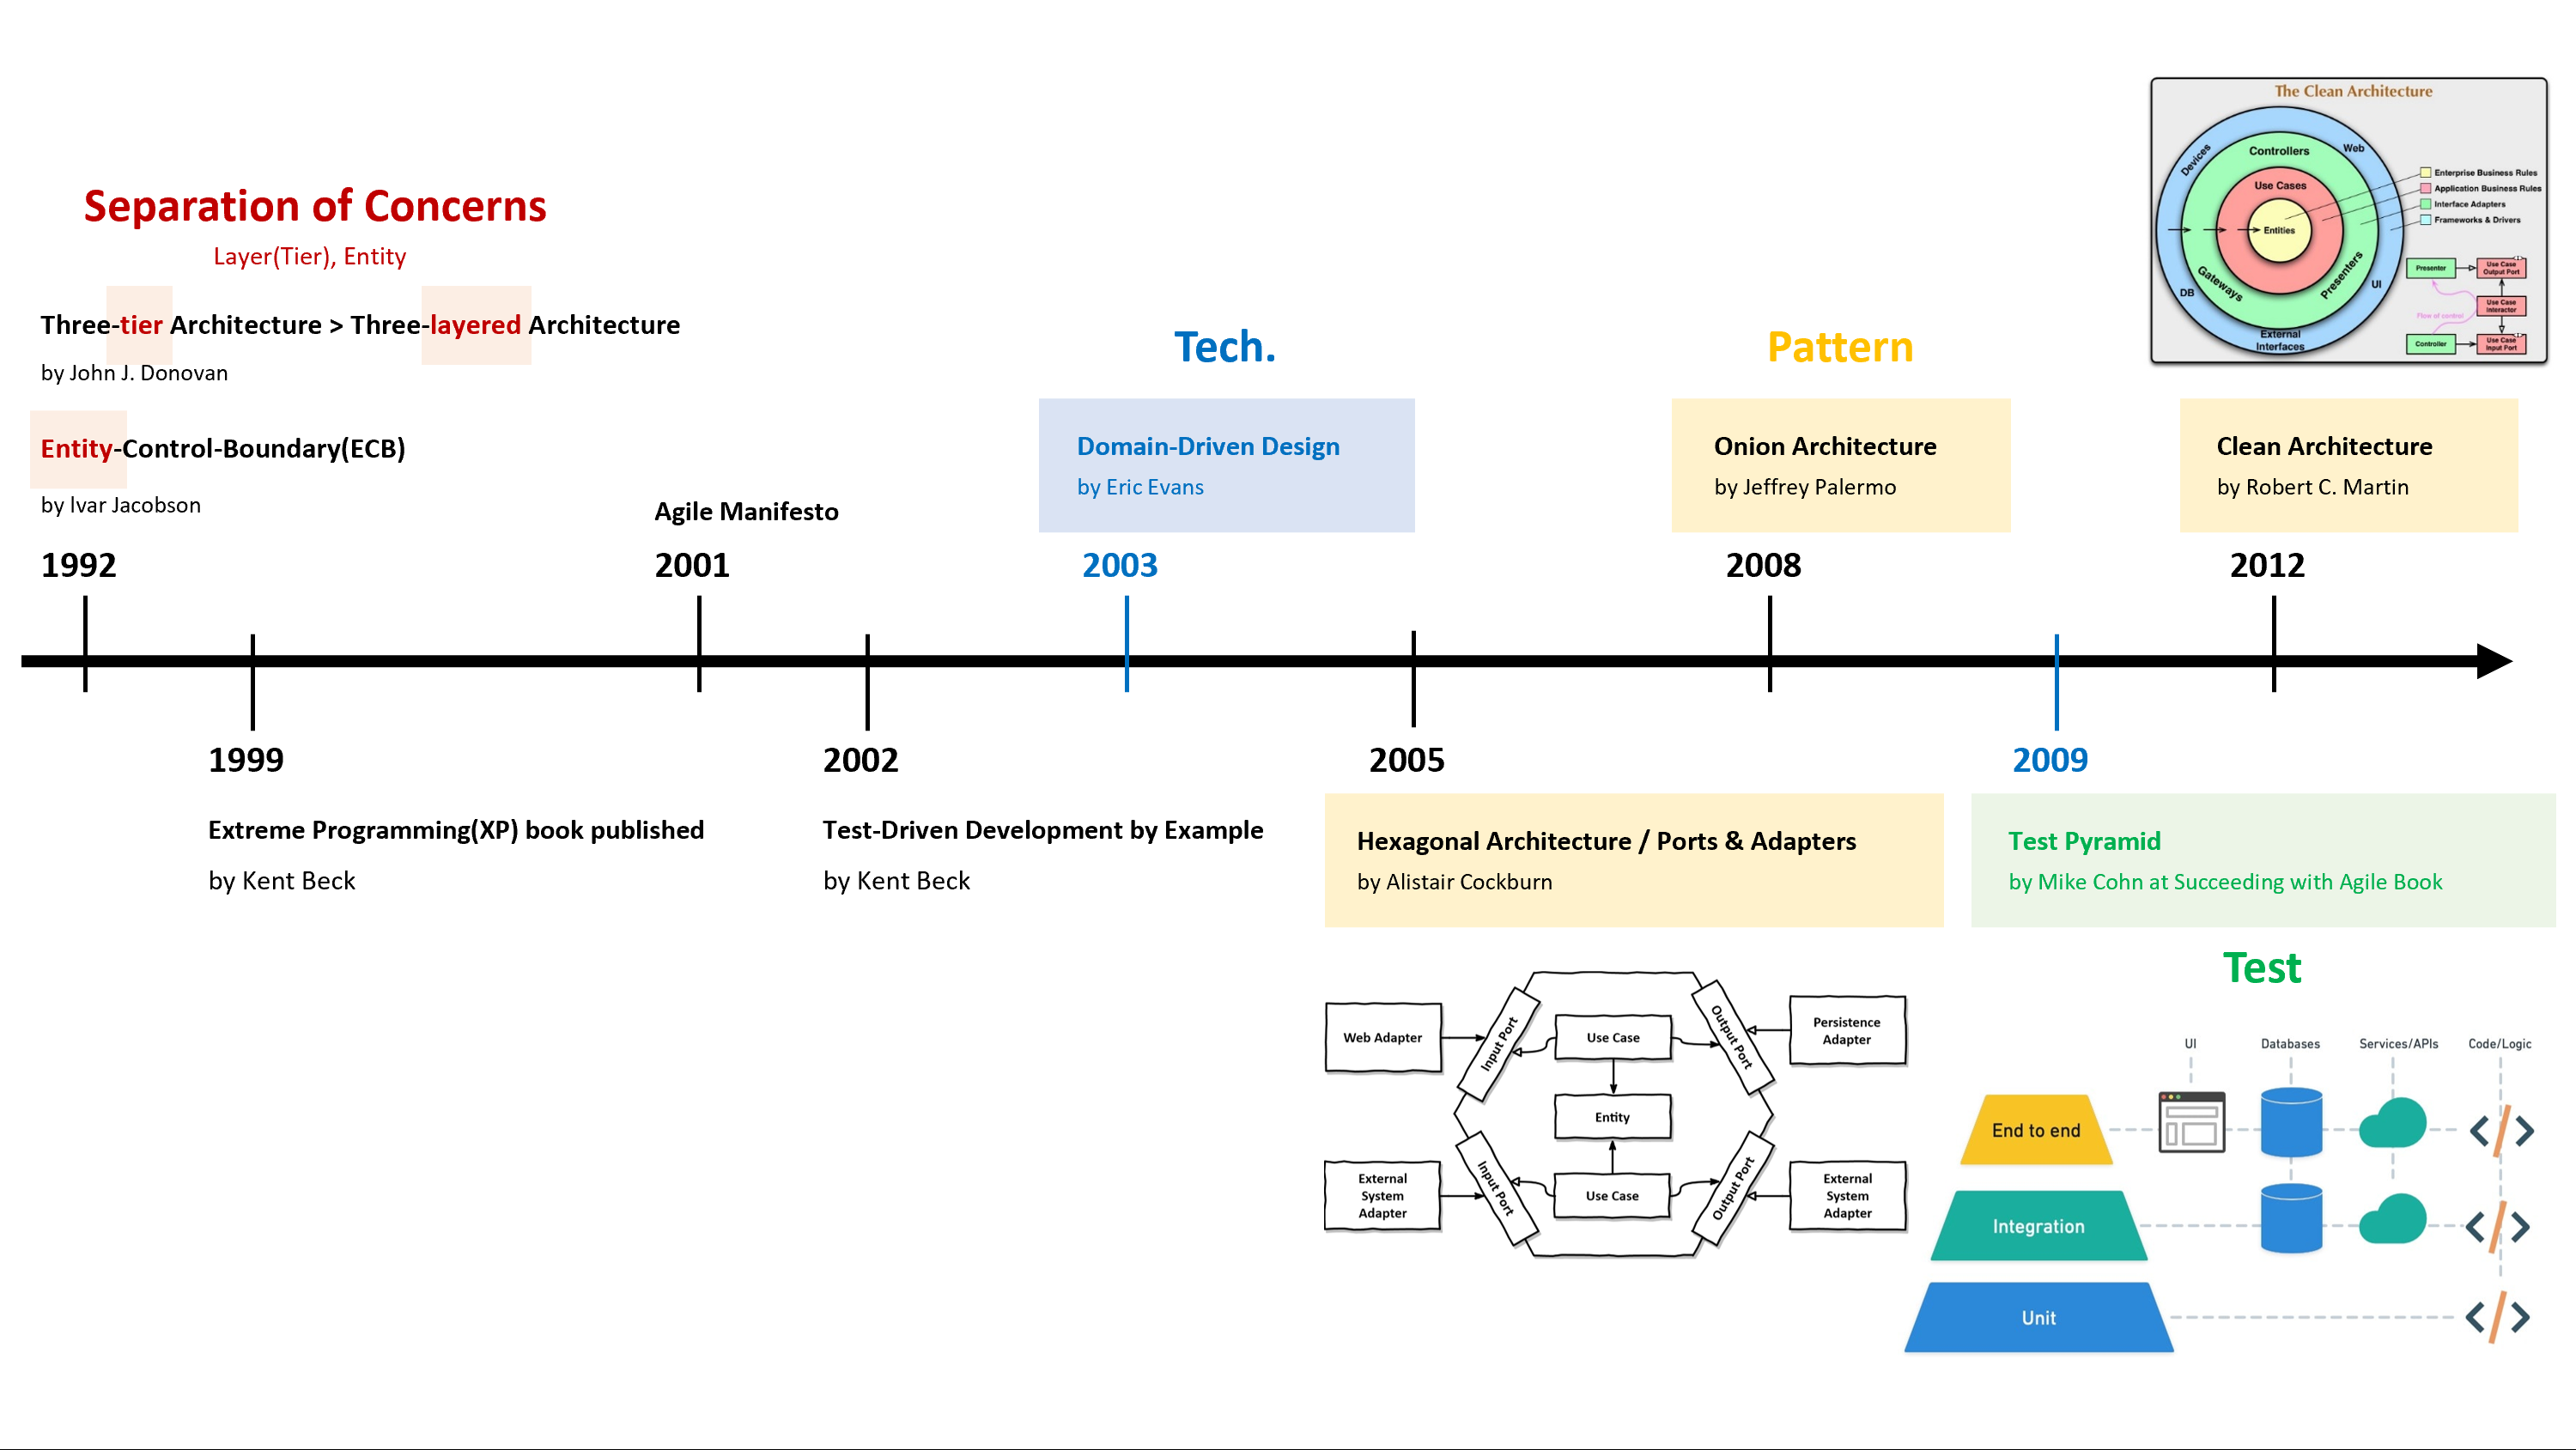 The Clean Architecture
Devices
Controllers
Web
Use Cases
Entities
Gateways
Presenters
DB
UI
External
Interfaces
Enterprise Business Rules
Application Business Rules
Interface Adapters
Frameworks & Drivers
Presenter
Use Case
Output Port
Flow of control
Use Case
Interactor
Controller
Use Case
Input Port
Separation of Concerns
Layer(Tier), Entity
Three-tier Architecture > Three-layered Architecture
by John J. Donovan
Entity-Control-Boundary(ECB)
by Ivar Jacobson
1992
Agile Manifesto
2001
Tech.
Domain-Driven Design
by Eric Evans
2003
Pattern
Onion Architecture
by Jeffrey Palermo
2008
Clean Architecture
by Robert C. Martin
2012
1999
Extreme Programming(XP) book published
by Kent Beck
2002
Test-Driven Development by Example
by Kent Beck
2005
Hexagonal Architecture / Ports & Adapters
by Alistair Cockburn
2009
Test Pyramid
by Mike Cohn at Succeeding with Agile Book
Test
Web Adapter
Input Port
Use Case
Output Port
Persistence
Adapter
Entity
External
System
Adapter
Input Port
Use Case
Output Port
External
System
Adapter
UI
Databases
Services/APIs
Code/Logic
End to end
Integration
Unit